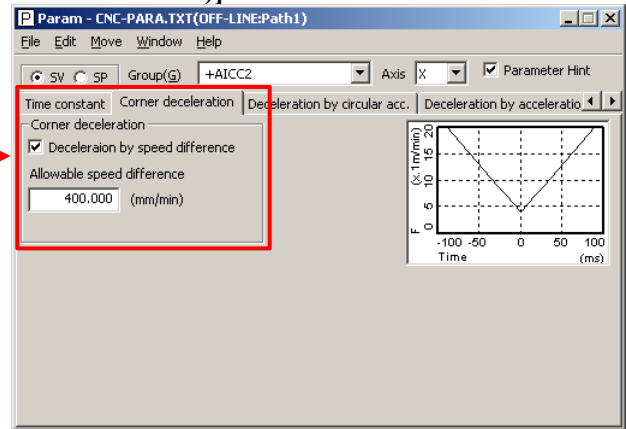 Param - CNC-PARA.TXT(OFF-LINE:Path1)
File Edit Move Window Help
SV SP Group(G) +AICC2 Axis X Parameter Hint
Time constant Corner deceleration Deceleration by circular acc. Deceleration by acceleratio
Corner deceleration
Deceleraion by speed difference
Allowable speed difference
400.000 (mm/min)
F (x.1m/min)
20
15
10
5
0
-100 -50 0 50 100
Time (ms)